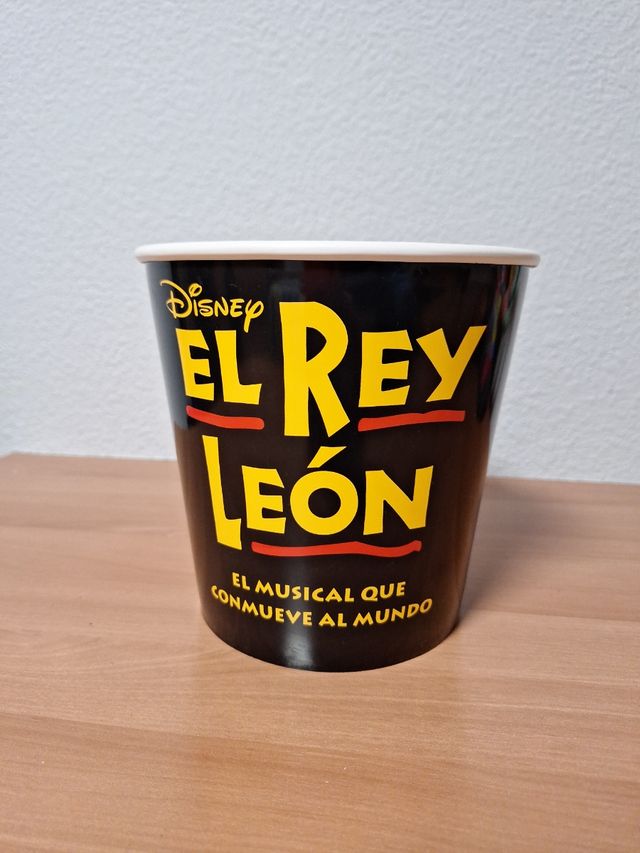 Disney
EL REY
LEÓN
EL MUSICAL QUE
CONMUEVE AL MUNDO